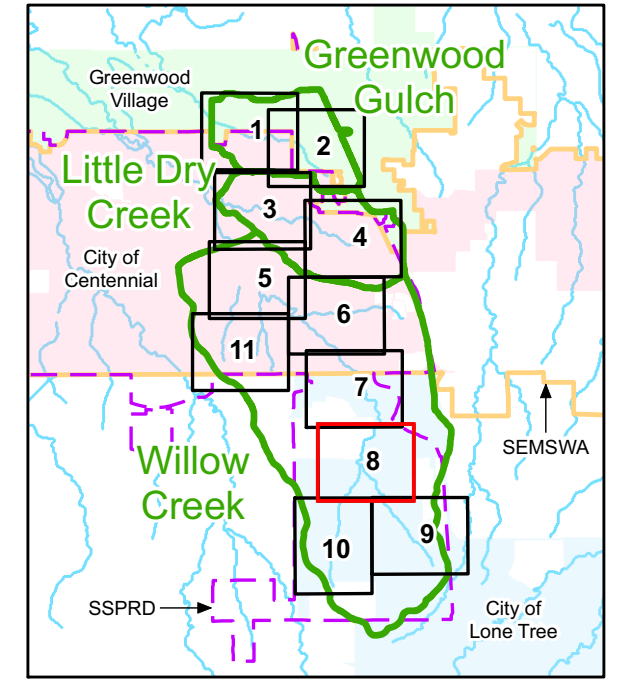 Greenwood
Gulch
Greenwood
Village
1
2
Little Dry
Creek
3
4
City of
Centennial
5
6
11
7
SEMSWA
Willow
Creek
8
9
10
SSPRD
City of
Lone Tree